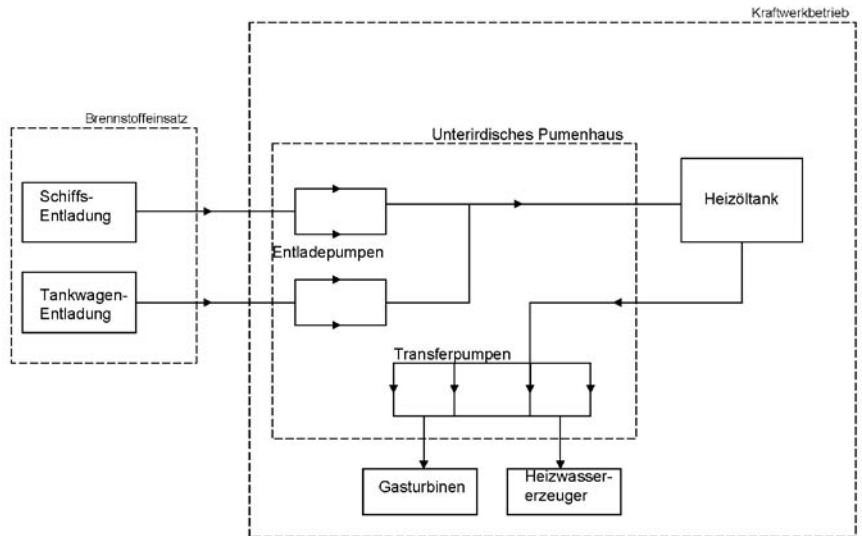 Kraftwerkbetrieb
Brennstoffeinsatz
Unterirdisches Pumenhaus
Schiffs-
Entladung
Heizöltank
Entladepumpen
Tankwagen-
Entladung
Transferpumpen
Gasturbinen
Heizwasser-
erzeuger